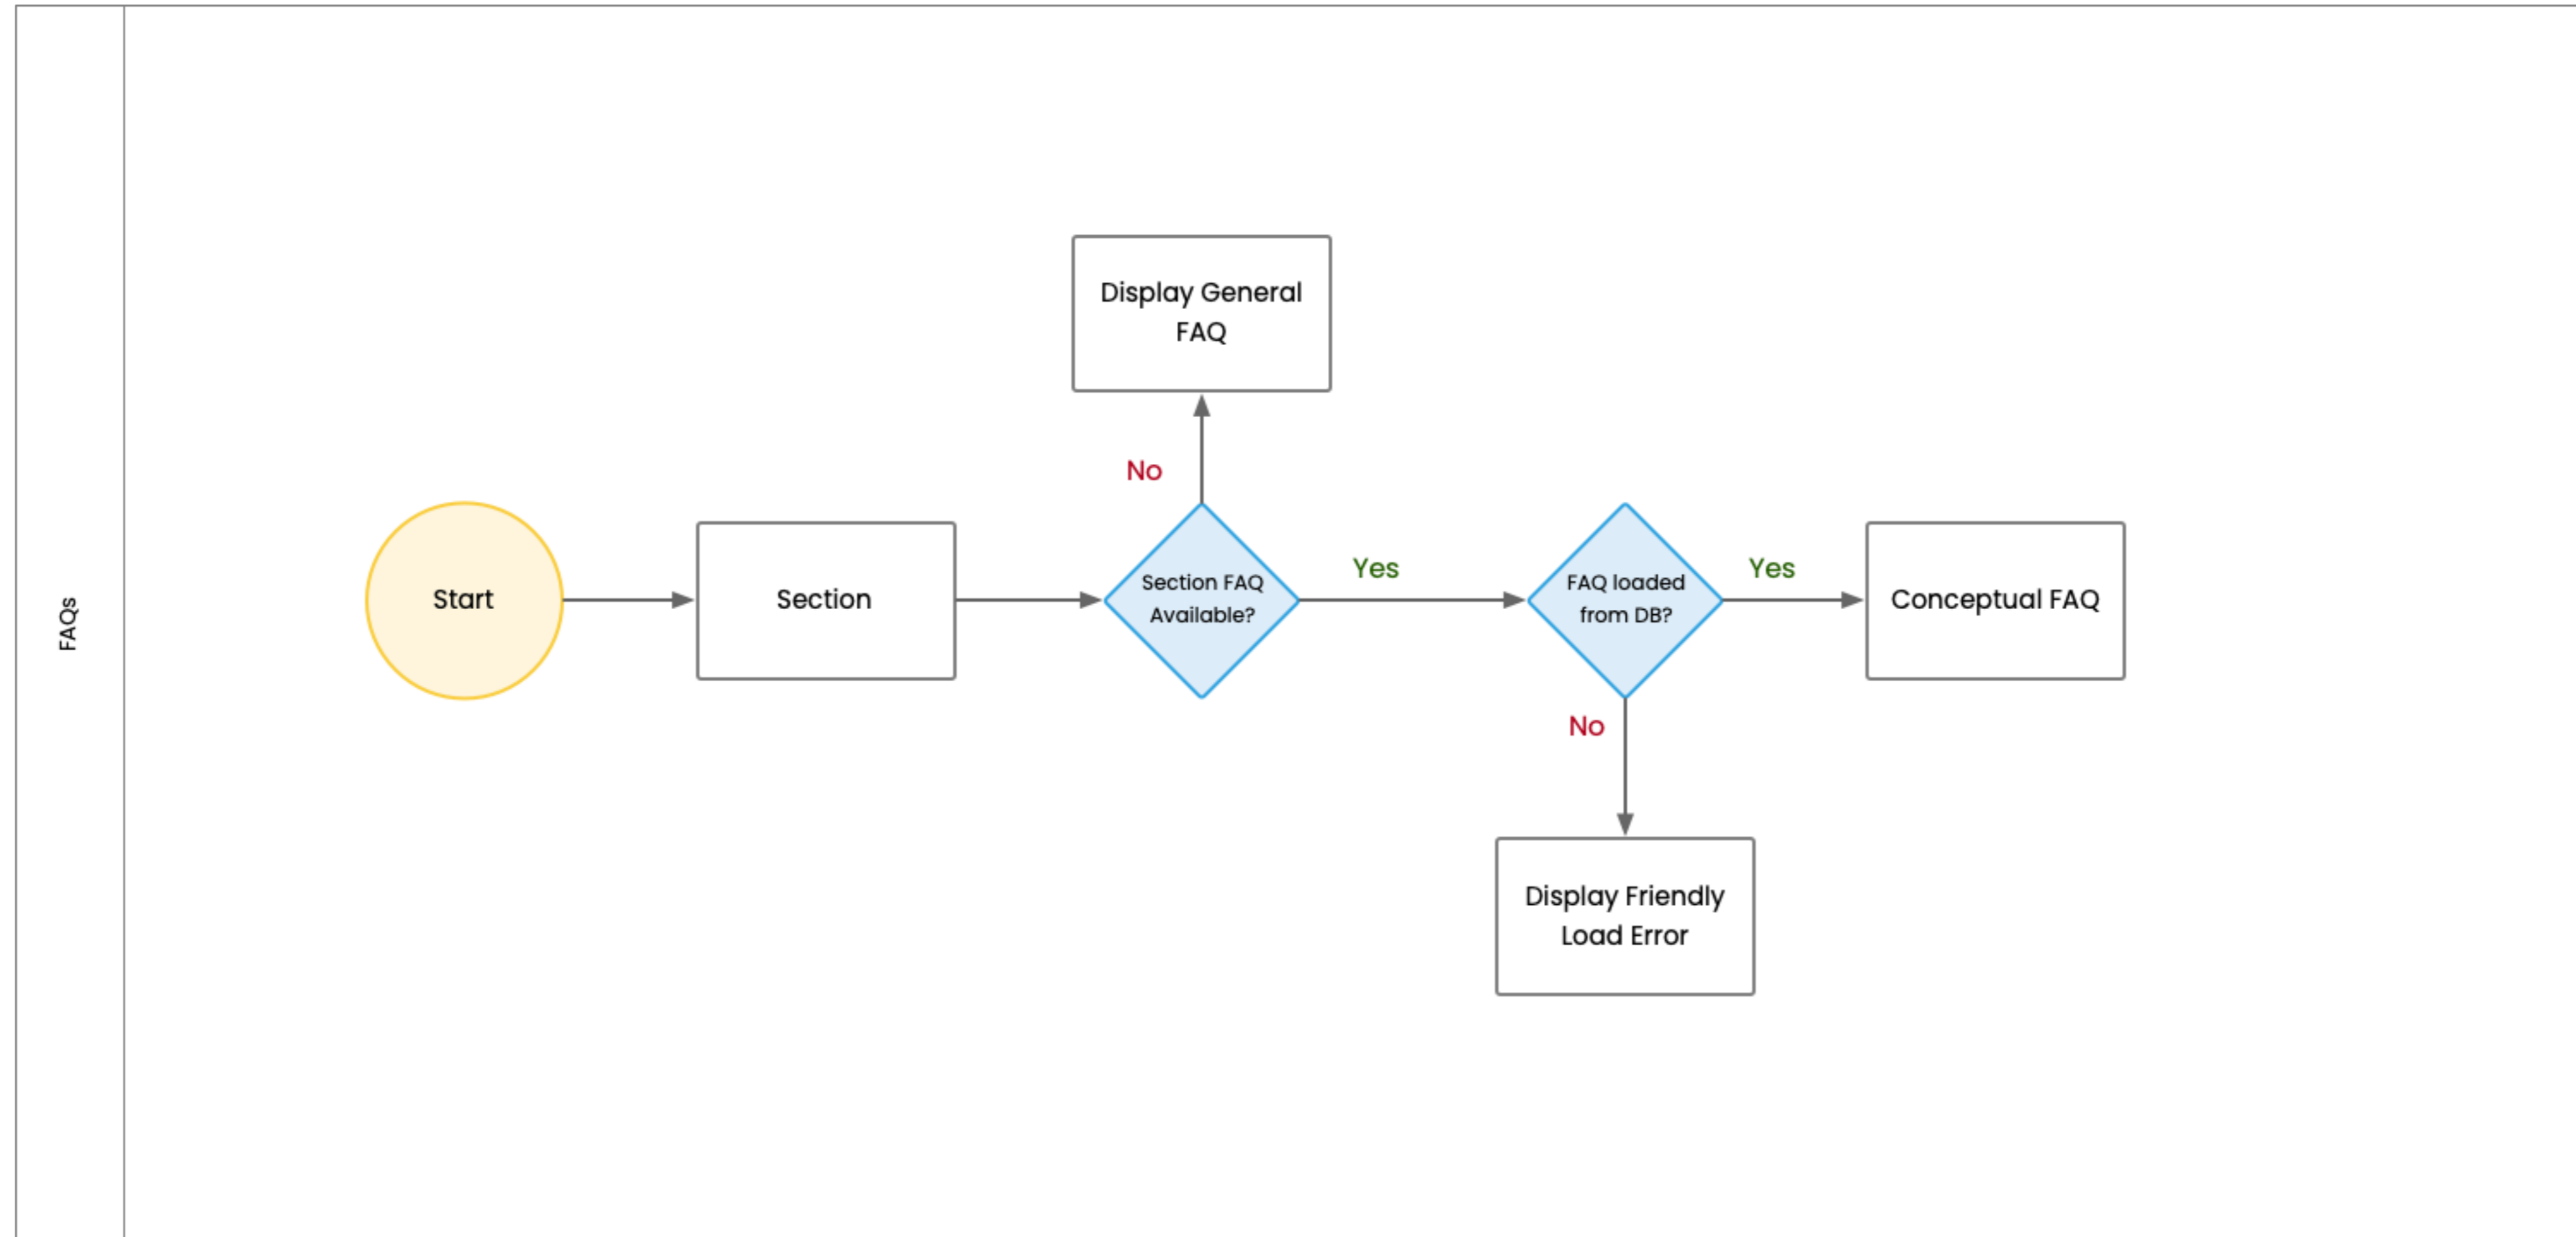 FAQs
Display General
FAQ
No
Start
Section
Section FAQ
Available?
Yes
FAQ loaded
from DB?
Yes
Conceptual FAQ
No
Display Friendly
Load Error